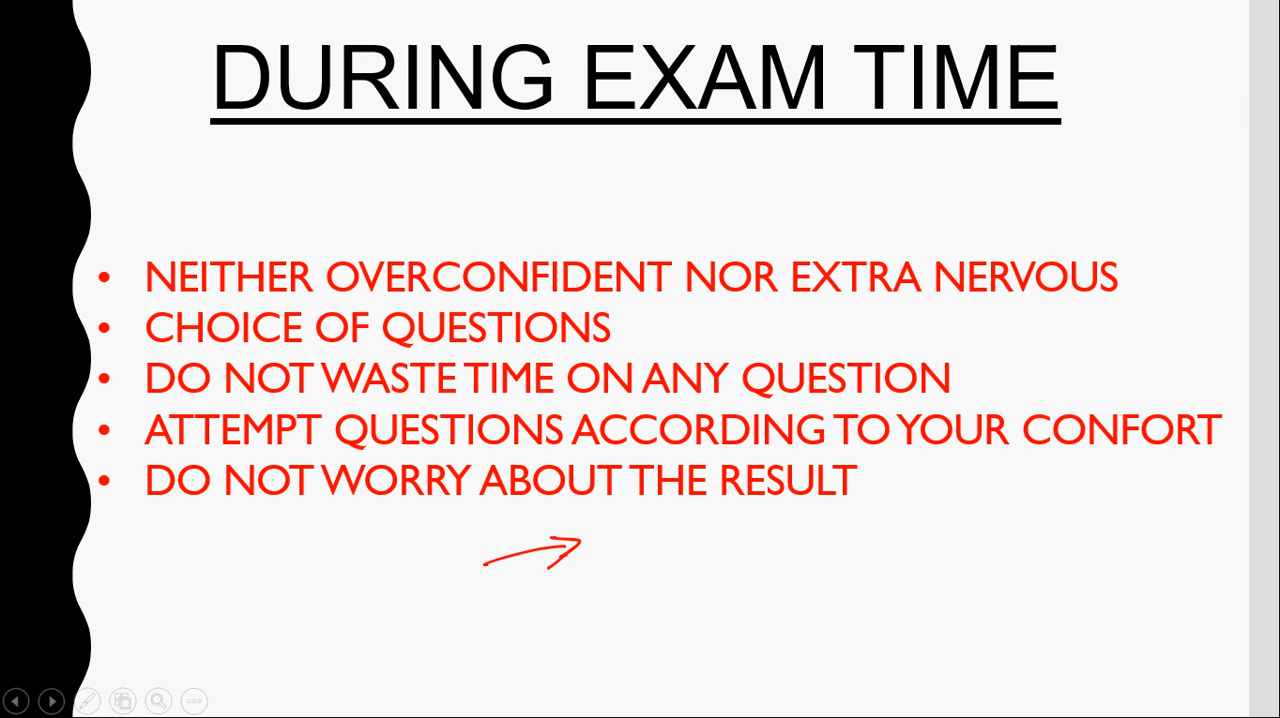 DURING EXAM TIME
• NEITHER OVERCONFIDENT NOR EXTRA NERVOUS
• CHOICE OF QUESTIONS
• DO NOT WASTE TIME ON ANY QUESTION
• ATTEMPT QUESTIONS ACCORDING TO YOUR CONFORT
• DO NOT WORRY ABOUT THE RESULT